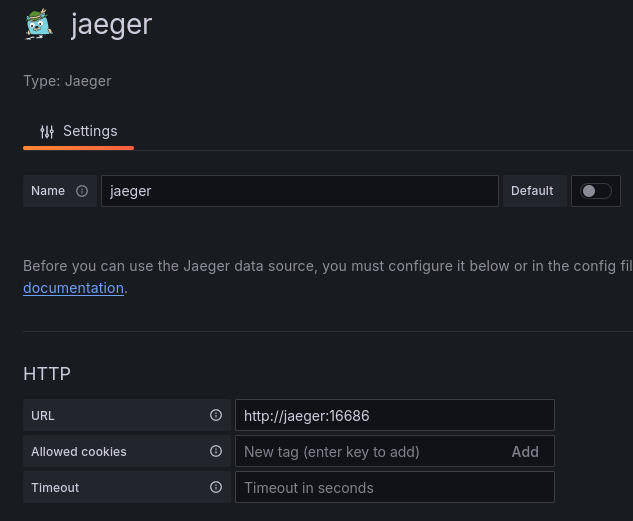 jaeger
Type: Jaeger
Settings
Name
jaeger
Default
Before you can use the Jaeger data source, you must configure it below or in the config fil
documentation.
HTTP
URL
http://jaeger:16686
Allowed cookies
New tag (enter key to add)
Add
Timeout
Timeout in seconds